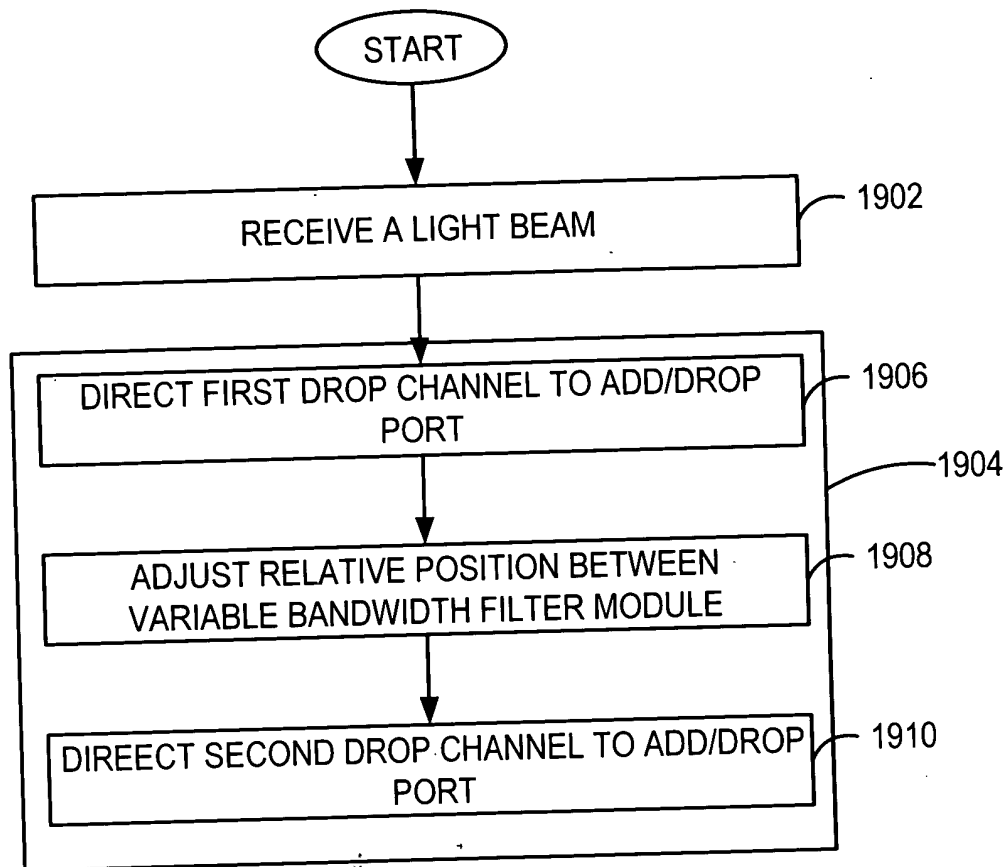 START
RECEIVE A LIGHT BEAM
1902
DIRECT FIRST DROP CHANNEL TO ADD/DROP
PORT
1906
1904
ADJUST RELATIVE POSITION BETWEEN
VARIABLE BANDWIDTH FILTER MODULE
1908
DIREECT SECOND DROP CHANNEL TO ADD/DROP
PORT
1910